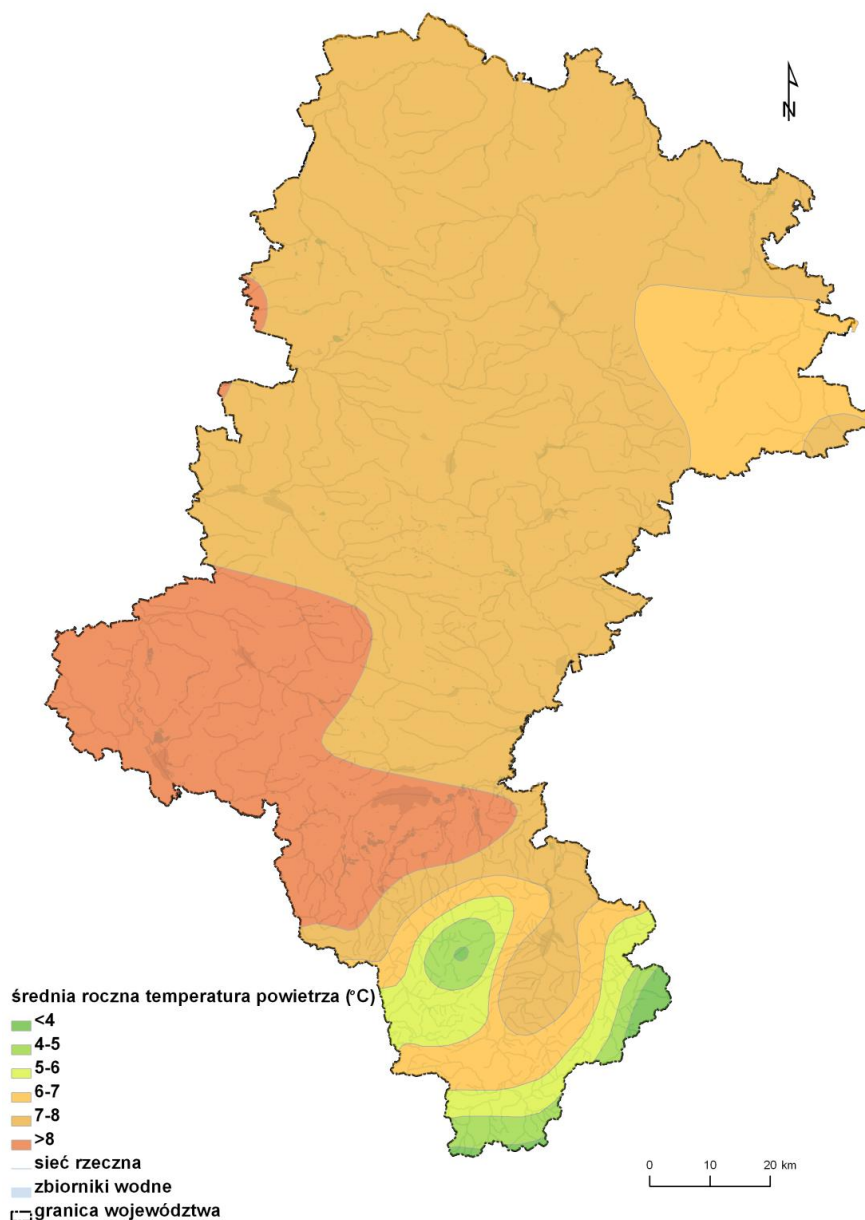 N
średnia roczna temperatura powietrza (°C)
<4
4-5
5-6
6-7
7-8
>8
sieć rzeczna
zbiorniki wodne
granica województwa
0 10 20 km